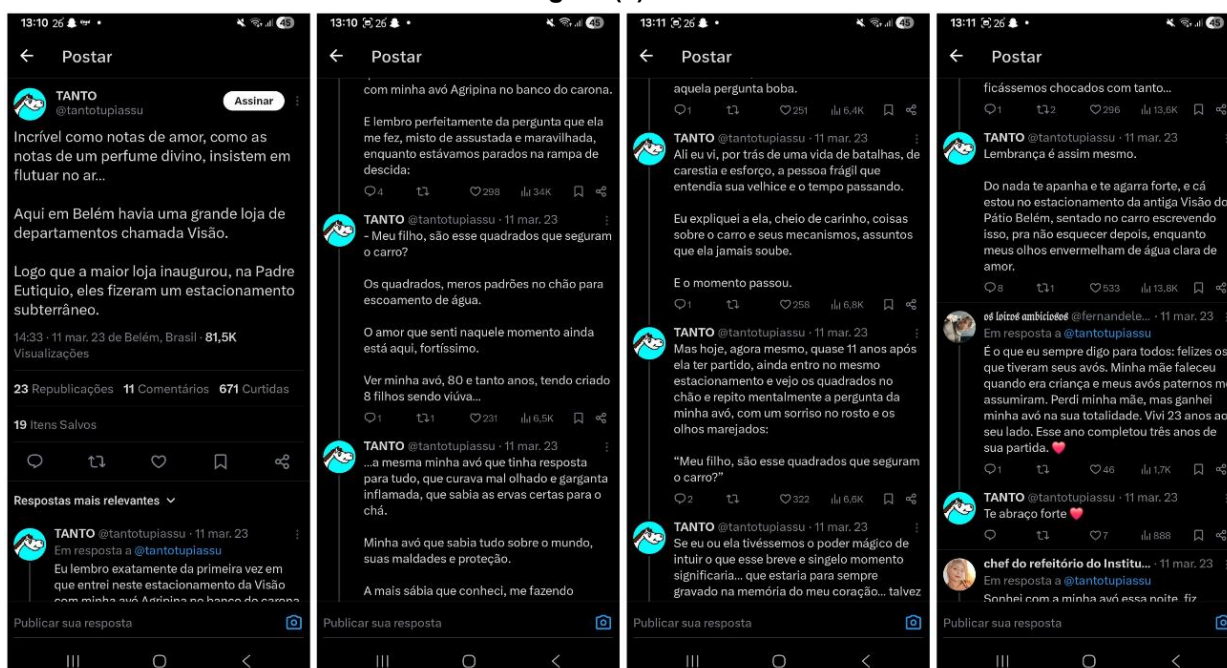 13:10 26 45
Postar
TANTO
@tantotupiassu
Assinar
Incrível como notas de amor, como as
notas de um perfume divino, insistem em
flutuar no ar...
Aqui em Belém havia uma grande loja de
departamentos chamada Visão.
Logo que a maior loja inaugurou, na Padre
Eutiquio, eles fizeram um estacionamento
subterrâneo.
14:33 · 11 mar. 23 de Belém, Brasil · 81,5K
Visualizações
23 Republicações 11 Comentários 671 Curtidas
19 Itens Salvos
Respostas mais relevantes
TANTO @tantotupiassu · 11 mar. 23
Em resposta a @tantotupiassu
Eu lembro exatamente da primeira vez em
que entrei neste estacionamento da Visão
com minha avó Agripina no banco do carona
Publicar sua resposta
13:10 26 45
Postar
com minha avó Agripina no banco do carona.
E lembro perfeitamente da pergunta que ela
me fez, misto de assustada e maravilhada,
enquanto estávamos parados na rampa de
descida:
4 298 34K
TANTO @tantotupiassu · 11 mar. 23
- Meu filho, são esse quadrados que seguram
o carro?
Os quadrados, meros padrões no chão para
escoamento de água.
O amor que senti naquele momento ainda
está aqui, fortíssimo.
Ver minha avó, 80 e tanto anos, tendo criado
8 filhos sendo viúva...
1 1 231 6,5K
TANTO @tantotupiassu · 11 mar. 23
...a mesma minha avó que tinha resposta
para tudo, que curava mal olhado e garganta
inflamada, que sabia as ervas certas para o
chá.
Minha avó que sabia tudo sobre o mundo,
suas maldades e proteção.
A mais sábia que conheci, me fazendo
Publicar sua resposta
13:11 26 45
Postar
aquela pergunta boba.
1 251 6,4K
TANTO @tantotupiassu · 11 mar. 23
Ali eu vi, por trás de uma vida de batalhas, de
carestia e esforço, a pessoa frágil que
entendia sua velhice e o tempo passando.
Eu expliquei a ela, cheio de carinho, coisas
sobre o carro e seus mecanismos, assuntos
que ela jamais soube.
E o momento passou.
1 258 6,8K
TANTO @tantotupiassu · 11 mar. 23
Mas hoje, agora mesmo, quase 11 anos após
ela ter partido, ainda entro no mesmo
estacionamento e vejo os quadrados no
chão e repito mentalmente a pergunta da
minha avó, com um sorriso no rosto e os
olhos marejados:
“Meu filho, são esse quadrados que seguram
o carro?”
2 322 6,6K
TANTO @tantotupiassu · 11 mar. 23
Se eu ou ela tivéssemos o poder mágico de
intuir o que esse breve e singelo momento
significaria... que estaria para sempre
gravado na memória do meu coração... talvez
Publicar sua resposta
13:11 26 45
Postar
ficássemos chocados com tanto...
1 2 296 13,6K
TANTO @tantotupiassu · 11 mar. 23
Lembrança é assim mesmo.
Do nada te apanha e te agarra forte, e cá
estou no estacionamento da antiga Visão do
Pátio Belém, sentado no carro escrevendo
isso, pra não esquecer depois, enquanto
meus olhos envermelham de água clara de
amor.
8 1 533 13,8K
os loiros ambiciosos @fernandele... · 11 mar. 23
Em resposta a @tantotupiassu
É o que eu sempre digo para todos: felizes os
que tiveram seus avós. Minha mãe faleceu
quando era criança e meus avós paternos me
assumiram. Perdi minha mãe, mas ganhei
minha avó na sua totalidade. Vivi 23 anos ao
seu lado. Esse ano completou três anos de
sua partida. ❤️
1 46 1,7K
TANTO @tantotupiassu · 11 mar. 23
Te abraço forte ❤️
7 888
chef do refeitório do Institu... · 11 mar. 23
Em resposta a @tantotupiassu
Sonhei com a minha avó essa noite, fiz
Publicar sua resposta